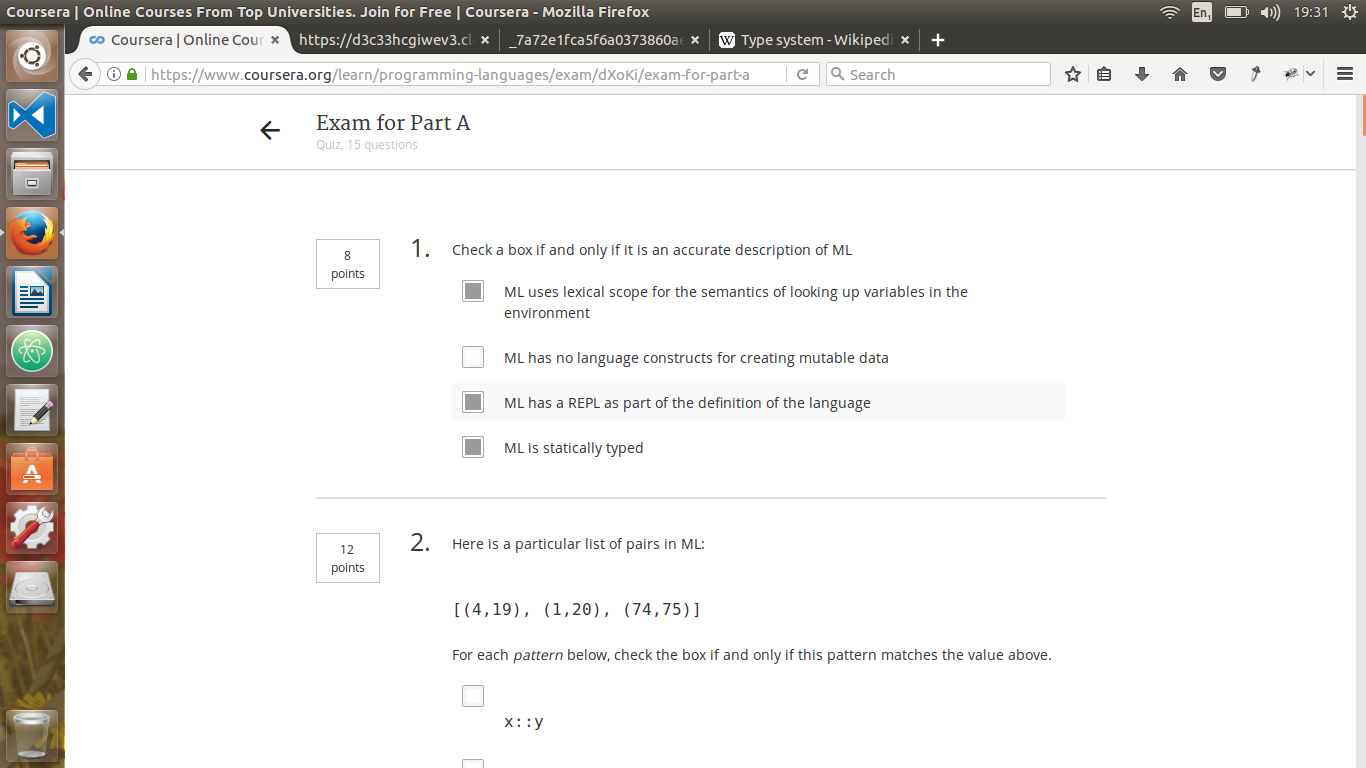 Coursera | Online Courses From Top Universities. Join for Free | Coursera - Mozilla Firefox
En1
19:31
Coursera | Online Cour
https://d3c33hcgiwev3.cl
_7a72e1fca5f6a0373860ae
W Type system - Wikipedi
https://www.coursera.org/learn/programming-languages/exam/dXoKi/exam-for-part-a
Search
Exam for Part A
Quiz, 15 questions
8
points
1.
Check a box if and only if it is an accurate description of ML
ML uses lexical scope for the semantics of looking up variables in the
environment
ML has no language constructs for creating mutable data
ML has a REPL as part of the definition of the language
ML is statically typed
12
points
2.
Here is a particular list of pairs in ML:
[(4,19), (1,20), (74,75)]
For each pattern below, check the box if and only if this pattern matches the value above.
x::y